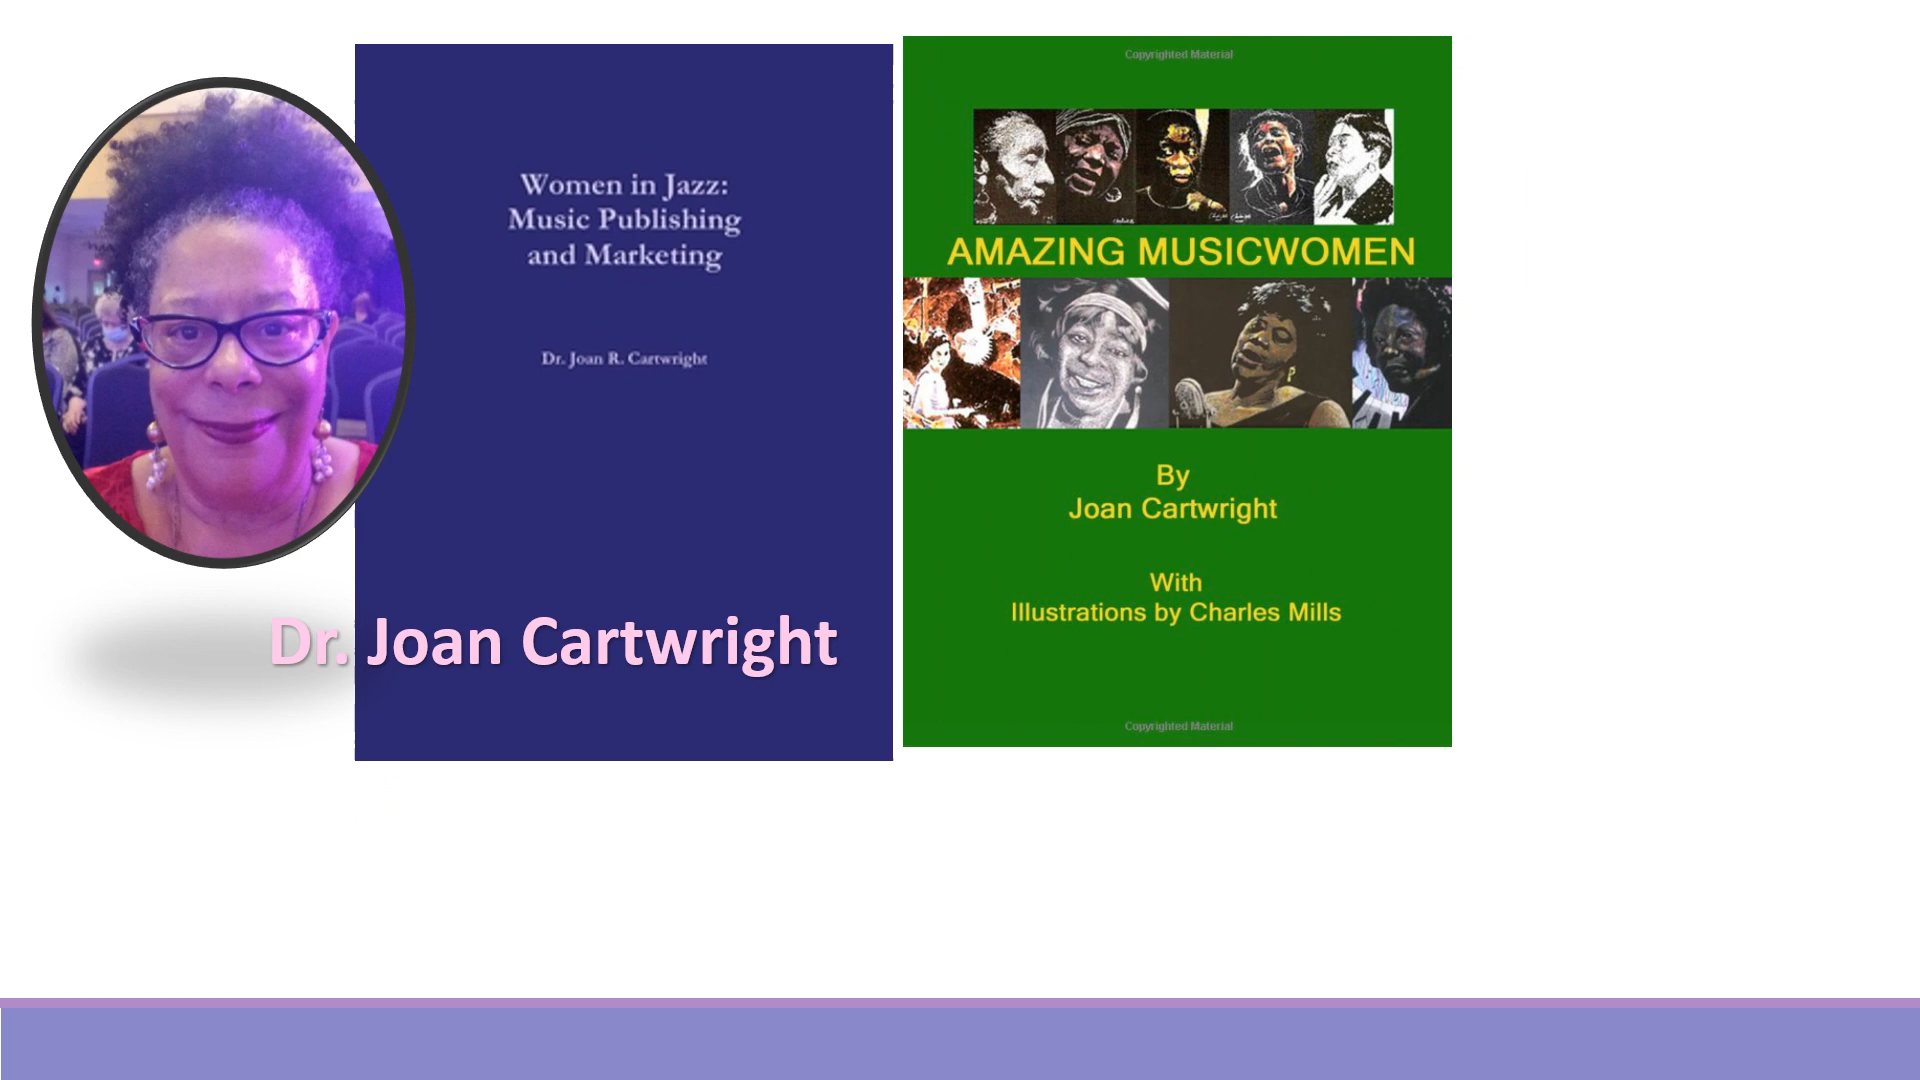 Women in Jazz:
Music Publishing
and Marketing
Dr. Joan R. Cartwright
Dr. Joan Cartwright
Copyrighted Material
AMAZING MUSICWOMEN
By
Joan Cartwright
With
Illustrations by Charles Mills
Copyrighted Material